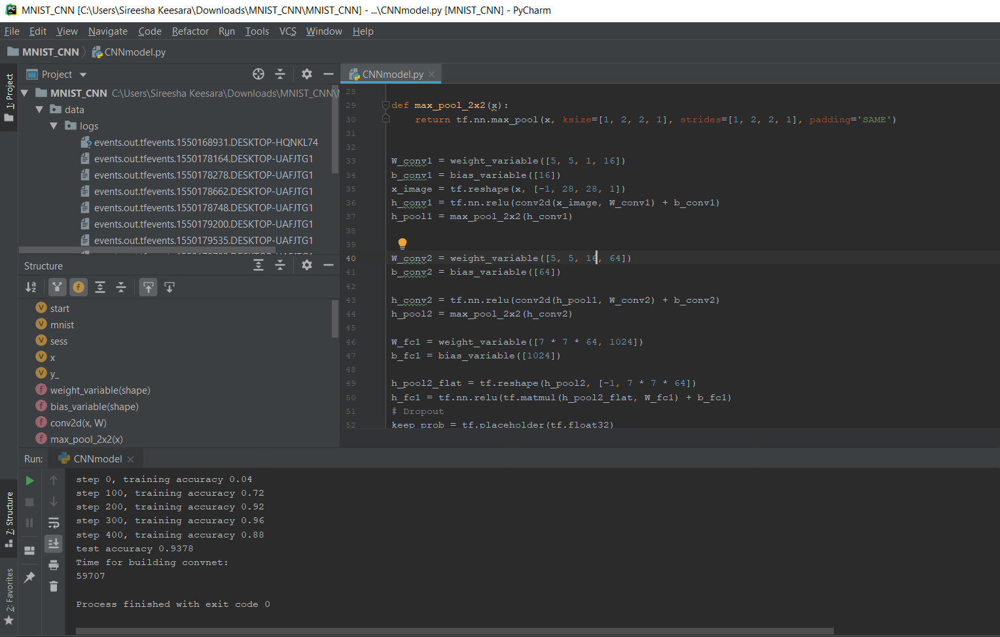 MNIST_CNN [C:\Users\Sireesha Keesara\Downloads\MNIST_CNN\MNIST_CNN] - ...\CNNmodel.py [MNIST_CNN] - PyCharm
File Edit View Navigate Code Refactor Run Tools VCS Window Help
MNIST_CNN CNNmodel.py
1: Project
Project
MNIST_CNN C:\Users\Sireesha Keesara\Downloads\MNIST_CNN\
data
logs
events.out.tfevents.1550168931.DESKTOP-HQNKL74
events.out.tfevents.1550178164.DESKTOP-UAFJTG1
events.out.tfevents.1550178278.DESKTOP-UAFJTG1
events.out.tfevents.1550178662.DESKTOP-UAFJTG1
events.out.tfevents.1550178748.DESKTOP-UAFJTG1
events.out.tfevents.1550179200.DESKTOP-UAFJTG1
events.out.tfevents.1550179535.DESKTOP-UAFJTG1
Structure
start
mnist
sess
x
y_
weight_variable(shape)
bias_variable(shape)
conv2d(x, W)
max_pool_2x2(x)
CNNmodel.py
28
29 def max_pool_2x2(x):
30 return tf.nn.max_pool(x, ksize=[1, 2, 2, 1], strides=[1, 2, 2, 1], padding='SAME')
31
32
33 W_conv1 = weight_variable([5, 5, 1, 16])
34 b_conv1 = bias_variable([16])
35 x_image = tf.reshape(x, [-1, 28, 28, 1])
36 h_conv1 = tf.nn.relu(conv2d(x_image, W_conv1) + b_conv1)
37 h_pool1 = max_pool_2x2(h_conv1)
38
39
40 W_conv2 = weight_variable([5, 5, 16, 64])
41 b_conv2 = bias_variable([64])
42
43 h_conv2 = tf.nn.relu(conv2d(h_pool1, W_conv2) + b_conv2)
44 h_pool2 = max_pool_2x2(h_conv2)
45
46 W_fc1 = weight_variable([7 * 7 * 64, 1024])
47 b_fc1 = bias_variable([1024])
48
49 h_pool2_flat = tf.reshape(h_pool2, [-1, 7 * 7 * 64])
50 h_fc1 = tf.nn.relu(tf.matmul(h_pool2_flat, W_fc1) + b_fc1)
51 # Dropout
52 keep_prob = tf.placeholder(tf.float32)
Run: CNNmodel
7: Structure
2: Favorites
step 0, training accuracy 0.04
step 100, training accuracy 0.72
step 200, training accuracy 0.92
step 300, training accuracy 0.96
step 400, training accuracy 0.88
test accuracy 0.9378
Time for building convnet:
59707
Process finished with exit code 0